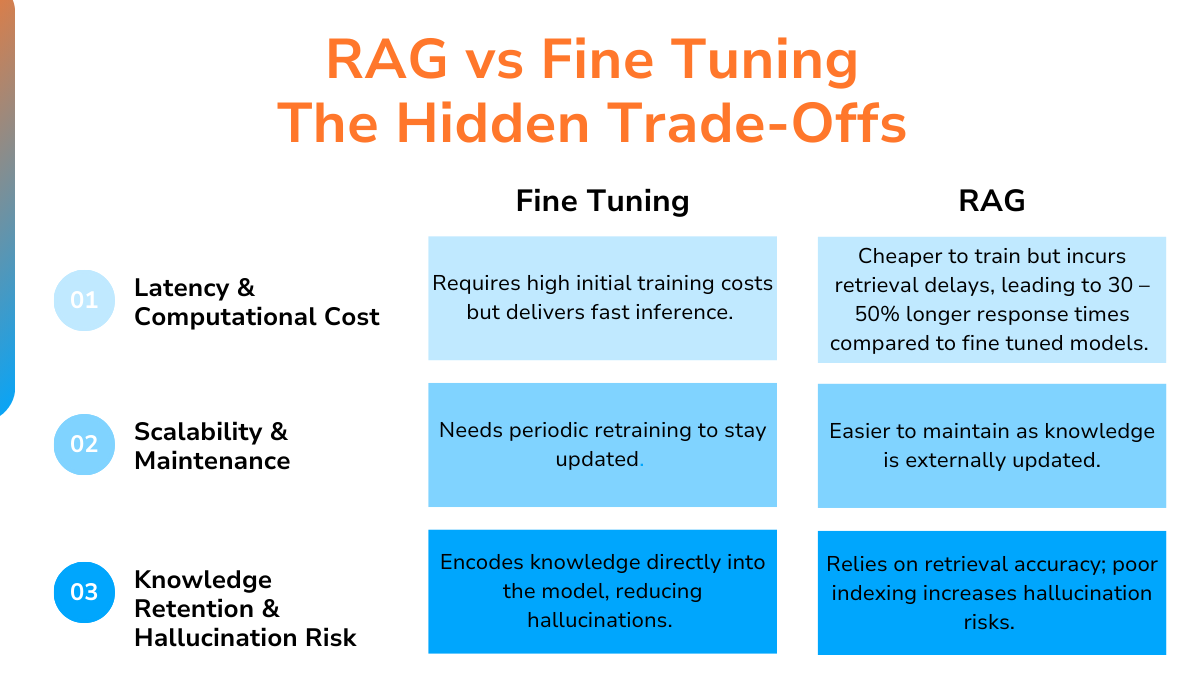 RAG vs Fine Tuning
The Hidden Trade-Offs
Fine Tuning
RAG
01
Latency &
Computational Cost
Requires high initial training costs
but delivers fast inference.
Cheaper to train but incurs
retrieval delays, leading to 30 –
50% longer response times
compared to fine tuned models.
02
Scalability &
Maintenance
Needs periodic retraining to stay
updated.
Easier to maintain as knowledge
is externally updated.
03
Knowledge
Retention &
Hallucination Risk
Encodes knowledge directly into
the model, reducing
hallucinations.
Relies on retrieval accuracy; poor
indexing increases hallucination
risks.